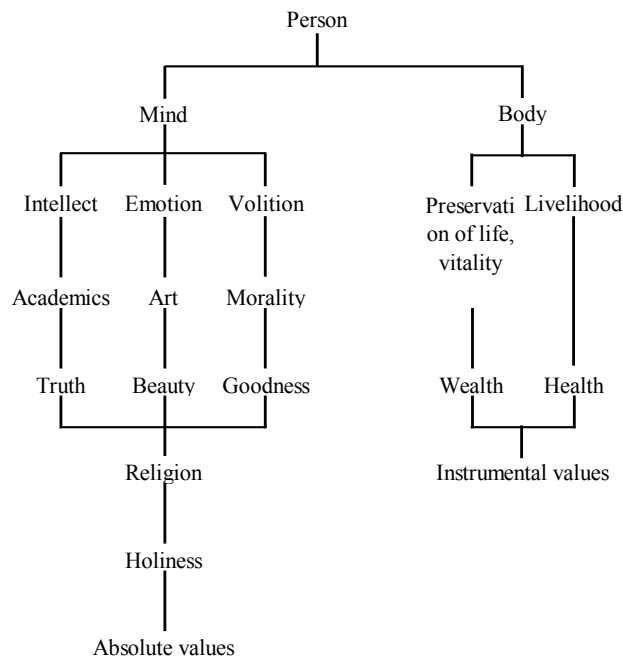 Person
Mind Body
Intellect Emotion Volition Preservati Livelihood
on of life,
vitality
Academics Art Morality
Truth Beauty Goodness Wealth Health
Religion Instrumental values
Holiness
Absolute values